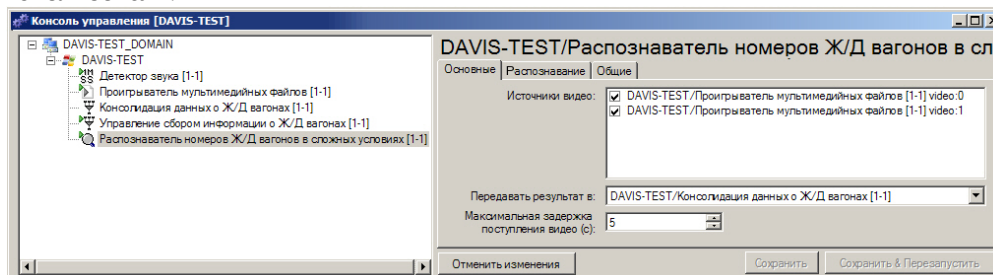 Консоль управления [DAVIS-TEST]
DAVIS-TEST_DOMAIN
DAVIS-TEST
Детектор звука [1-1]
Проигрыватель мультимедийных файлов [1-1]
Консолидация данных о Ж/Д вагонах [1-1]
Управление сбором информации о Ж/Д вагонах [1-1]
Распознаватель номеров Ж/Д вагонов в сложных условиях [1-1]
DAVIS-TEST/Распознаватель номеров Ж/Д вагонов в сл
Основные Распознавание Общие
Источники видео:
DAVIS-TEST/Проигрыватель мультимедийных файлов [1-1] video:0
DAVIS-TEST/Проигрыватель мультимедийных файлов [1-1] video:1
Передавать результат в: DAVIS-TEST/Консолидация данных о Ж/Д вагонах [1-1]
Максимальная задержка
поступления видео (с): 5
Отменить изменения Сохранить Сохранить & Перезапустить